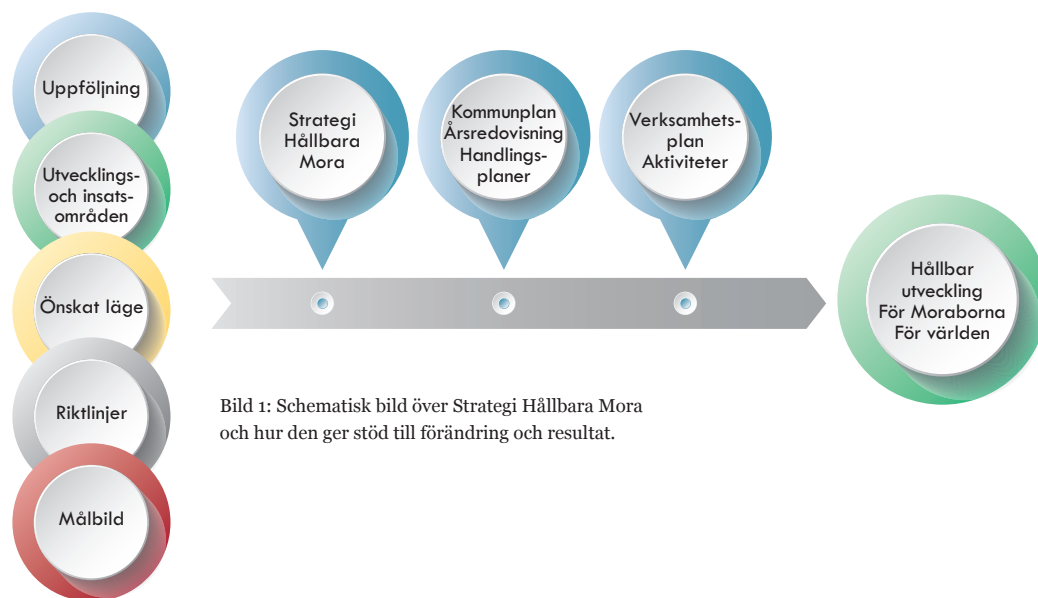 Uppföljning
Utvecklings-
och insats-
områden
Önskat läge
Riktlinjer
Målbild
Strategi
Hållbara
Mora
Kommunplan
Årsredovisning
Handlings-
planer
Verksamhets-
plan
Aktiviteter
Hållbar
utveckling
För Moraborna
För världen
Bild 1: Schematisk bild över Strategi Hållbara Mora
och hur den ger stöd till förändring och resultat.